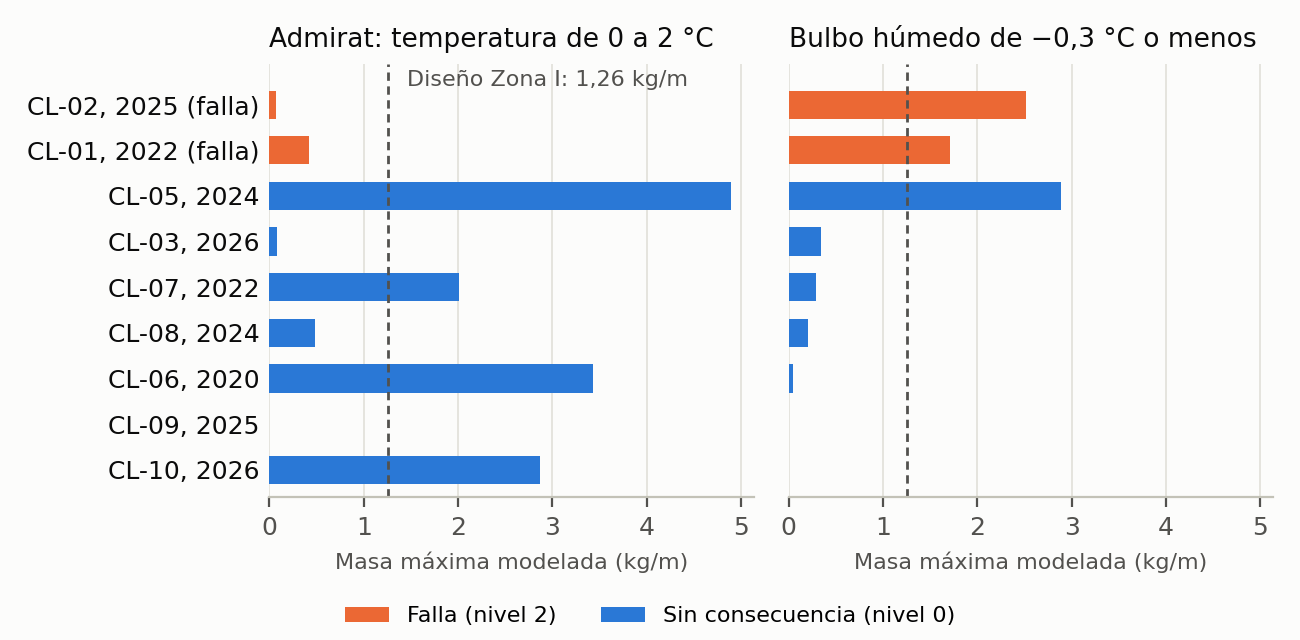 Admirat: temperatura de 0 a 2 °C
Bulbo húmedo de −0,3 °C o menos
Diseño Zona I: 1,26 kg/m
CL-02, 2025 (falla)
CL-01, 2022 (falla)
CL-05, 2024
CL-03, 2026
CL-07, 2022
CL-08, 2024
CL-06, 2020
CL-09, 2025
CL-10, 2026
0 1 2 3 4 5
0 1 2 3 4 5
Masa máxima modelada (kg/m)
Masa máxima modelada (kg/m)
Falla (nivel 2)
Sin consecuencia (nivel 0)